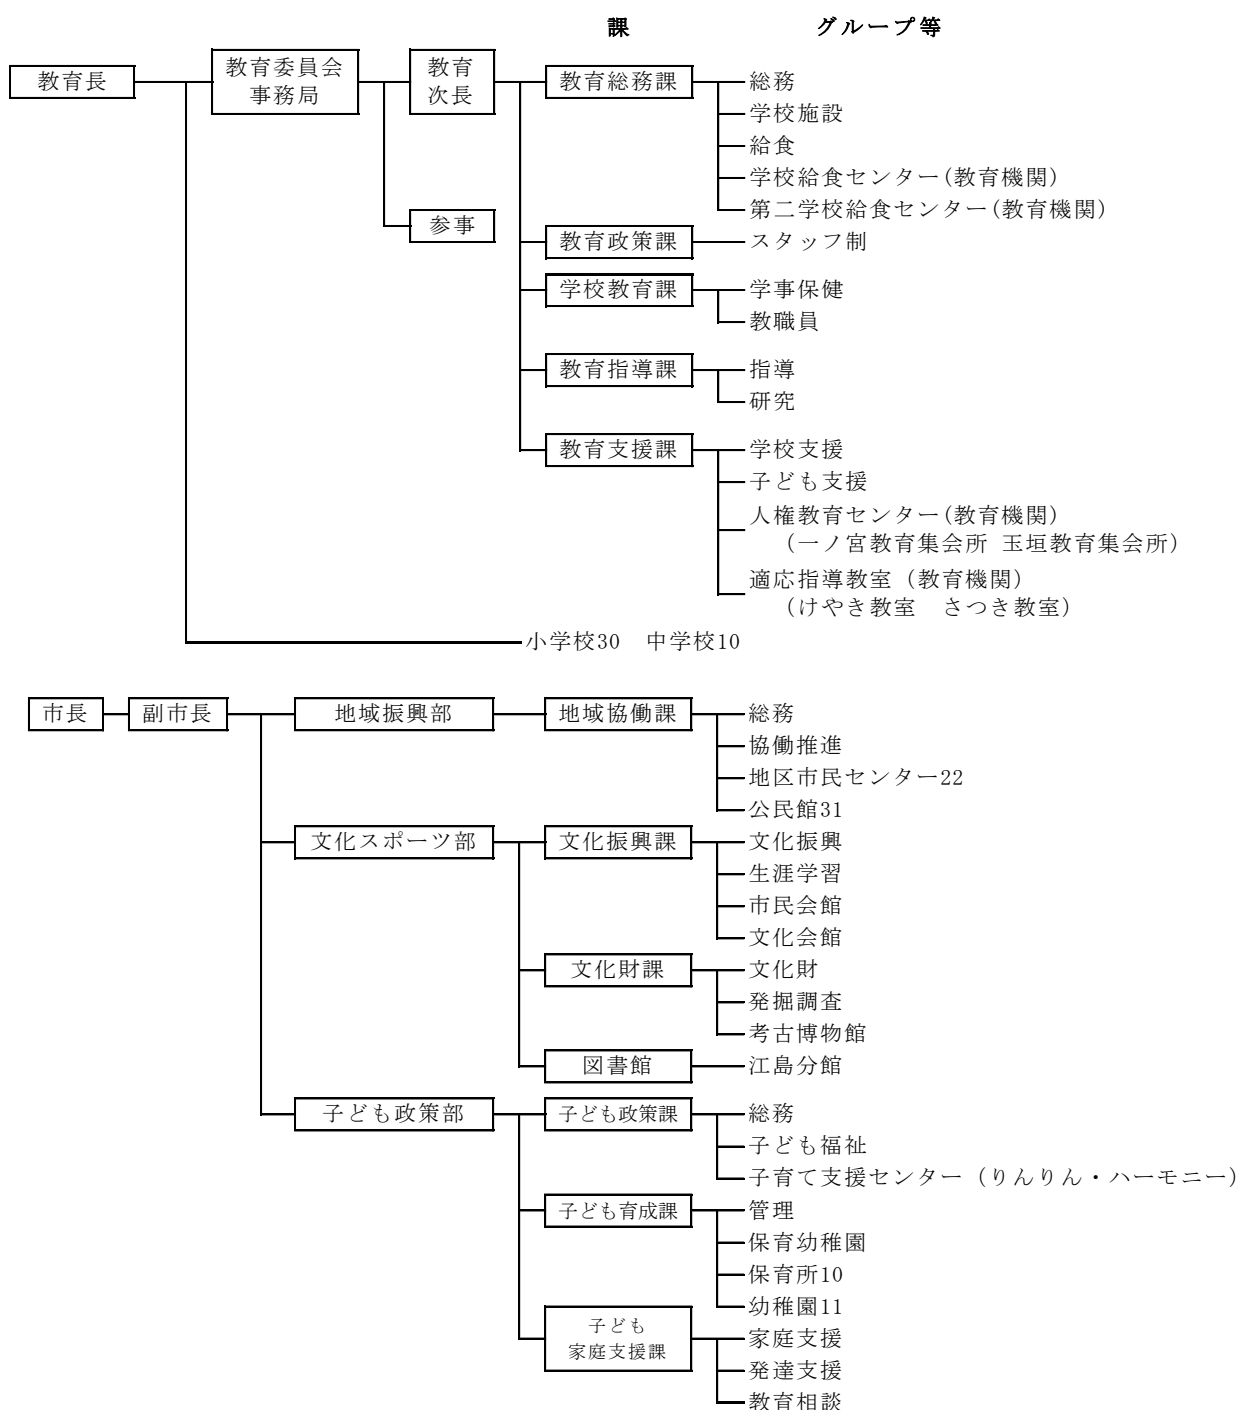 課 グループ等
教育長 教育委員会事務局 教育次長 教育総務課 総務
学校施設
給食
学校給食センター(教育機関)
参事 第二学校給食センター(教育機関)
教育政策課 スタッフ制
学校教育課 学事保健
教職員
教育指導課 指導
研究
教育支援課 学校支援
子ども支援
人権教育センター(教育機関)
(一ノ宮教育集会所 玉垣教育集会所)
適応指導教室(教育機関)
(けやき教室 さつき教室)
小学校30 中学校10
市長 副市長 地域振興部 地域協働課 総務
協働推進
地区市民センター22
公民館31
文化スポーツ部 文化振興課 文化振興
生涯学習
市民会館
文化会館
文化財課 文化財
発掘調査
考古博物館
図書館 江島分館
子ども政策部 子ども政策課 総務
子ども福祉
子育て支援センター(りんりん・ハーモニー)
子ども育成課 管理
保育幼稚園
保育所10
幼稚園11
子ども家庭支援課 家庭支援
発達支援
教育相談